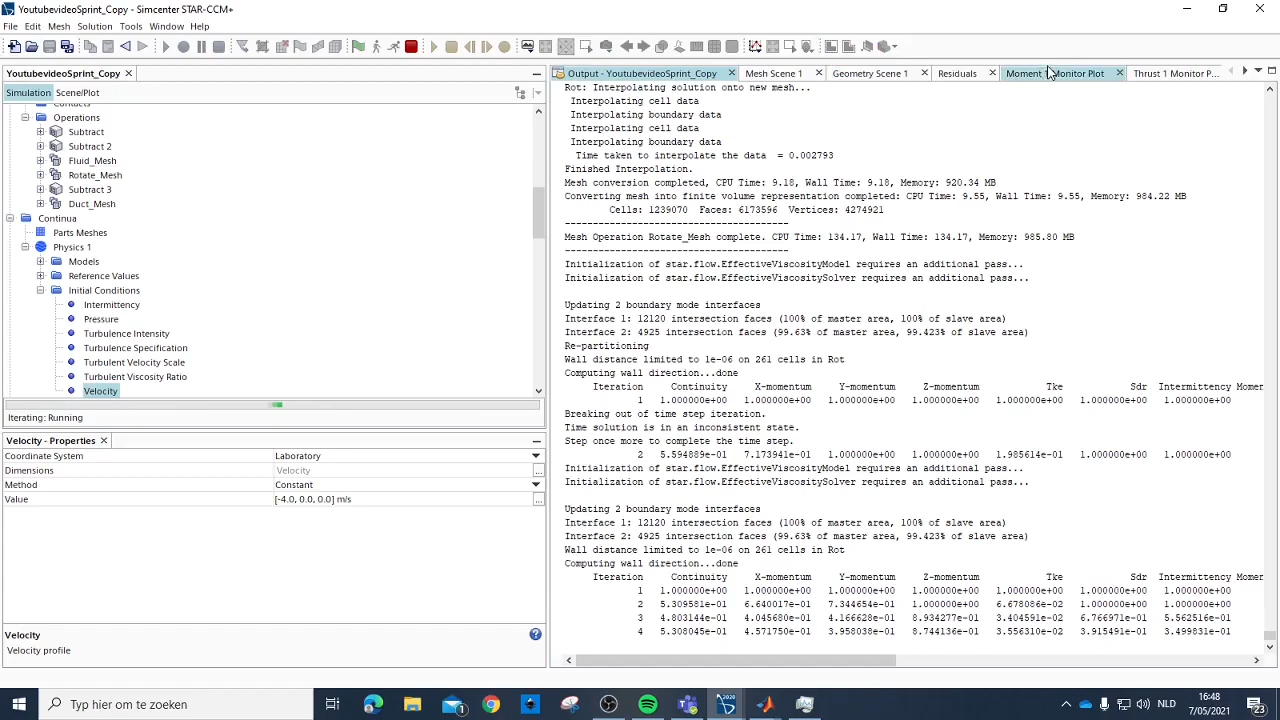 YoutubevideoSprint_Copy - Simcenter STAR-CCM+
File Edit Mesh Solution Tools Window Help
YoutubevideoSprint_Copy
Output - YoutubevideoSprint_Copy Mesh Scene 1 Geometry Scene 1 Residuals Moment Monitor Plot Thrust 1 Monitor P...
Simulation Scene/Plot
Contacts
Operations
Subtract
Subtract 2
Fluid_Mesh
Rotate_Mesh
Subtract 3
Duct_Mesh
Continua
Parts Meshes
Physics 1
Models
Reference Values
Initial Conditions
Intermittency
Pressure
Turbulence Intensity
Turbulence Specification
Turbulent Velocity Scale
Turbulent Viscosity Ratio
Velocity
Iterating: Running
Velocity - Properties
Coordinate System Laboratory
Dimensions Velocity
Method Constant
Value [-4.0, 0.0, 0.0] m/s
Velocity
Velocity profile
Rot: Interpolating solution onto new mesh...
Interpolating cell data
Interpolating boundary data
Interpolating cell data
Interpolating boundary data
Time taken to interpolate the data = 0.002793
Finished Interpolation.
Mesh conversion completed, CPU Time: 9.18, Wall Time: 9.18, Memory: 920.34 MB
Converting mesh into finite volume representation completed: CPU Time: 9.55, Wall Time: 9.55, Memory: 984.22 MB
Cells: 1239070 Faces: 6173596 Vertices: 4274921
----------------------------------------
Mesh Operation Rotate_Mesh complete. CPU Time: 134.17, Wall Time: 134.17, Memory: 985.80 MB
----------------------------------------
Initialization of star.flow.EffectiveViscosityModel requires an additional pass...
Initialization of star.flow.EffectiveViscositySolver requires an additional pass...
Updating 2 boundary mode interfaces
Interface 1: 12120 intersection faces (100% of master area, 100% of slave area)
Interface 2: 4925 intersection faces (99.63% of master area, 99.423% of slave area)
Re-partitioning
Wall distance limited to 1e-06 on 261 cells in Rot
Computing wall direction...done
Iteration Continuity X-momentum Y-momentum Z-momentum Tke Sdr Intermittency Momen
1 1.000000e+00 1.000000e+00 1.000000e+00 1.000000e+00 1.000000e+00 1.000000e+00 1.000000e+00
Breaking out of time step iteration.
Time solution is in an inconsistent state.
Step once more to complete the time step.
2 5.594889e-01 7.173941e-01 1.000000e+00 1.000000e+00 1.985614e-01 1.000000e+00 1.000000e+00
Initialization of star.flow.EffectiveViscosityModel requires an additional pass...
Initialization of star.flow.EffectiveViscositySolver requires an additional pass...
Updating 2 boundary mode interfaces
Interface 1: 12120 intersection faces (100% of master area, 100% of slave area)
Interface 2: 4925 intersection faces (99.63% of master area, 99.423% of slave area)
Wall distance limited to 1e-06 on 261 cells in Rot
Computing wall direction...done
Iteration Continuity X-momentum Y-momentum Z-momentum Tke Sdr Intermittency Momen
1 1.000000e+00 1.000000e+00 1.000000e+00 1.000000e+00 1.000000e+00 1.000000e+00 1.000000e+00
2 5.309581e-01 6.640017e-01 7.344654e-01 1.000000e+00 6.678086e-02 1.000000e+00 1.000000e+00
3 4.803144e-01 4.045680e-01 4.166628e-01 8.934277e-01 3.404591e-02 6.766971e-01 5.562516e-01
4 5.308045e-01 4.571750e-01 3.958038e-01 8.744136e-01 3.556310e-02 3.915491e-01 3.499831e-01
Typ hier om te zoeken
2020
NLD
16:48
7/05/2021
23